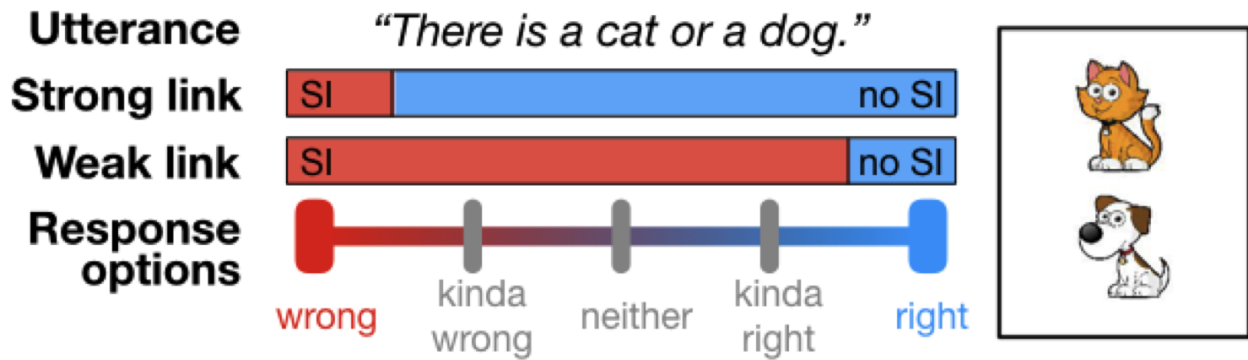 Utterance “There is a cat or a dog.”
Strong link SI no SI
Weak link SI no SI
Response
options
wrong kinda
wrong neither kinda
right right